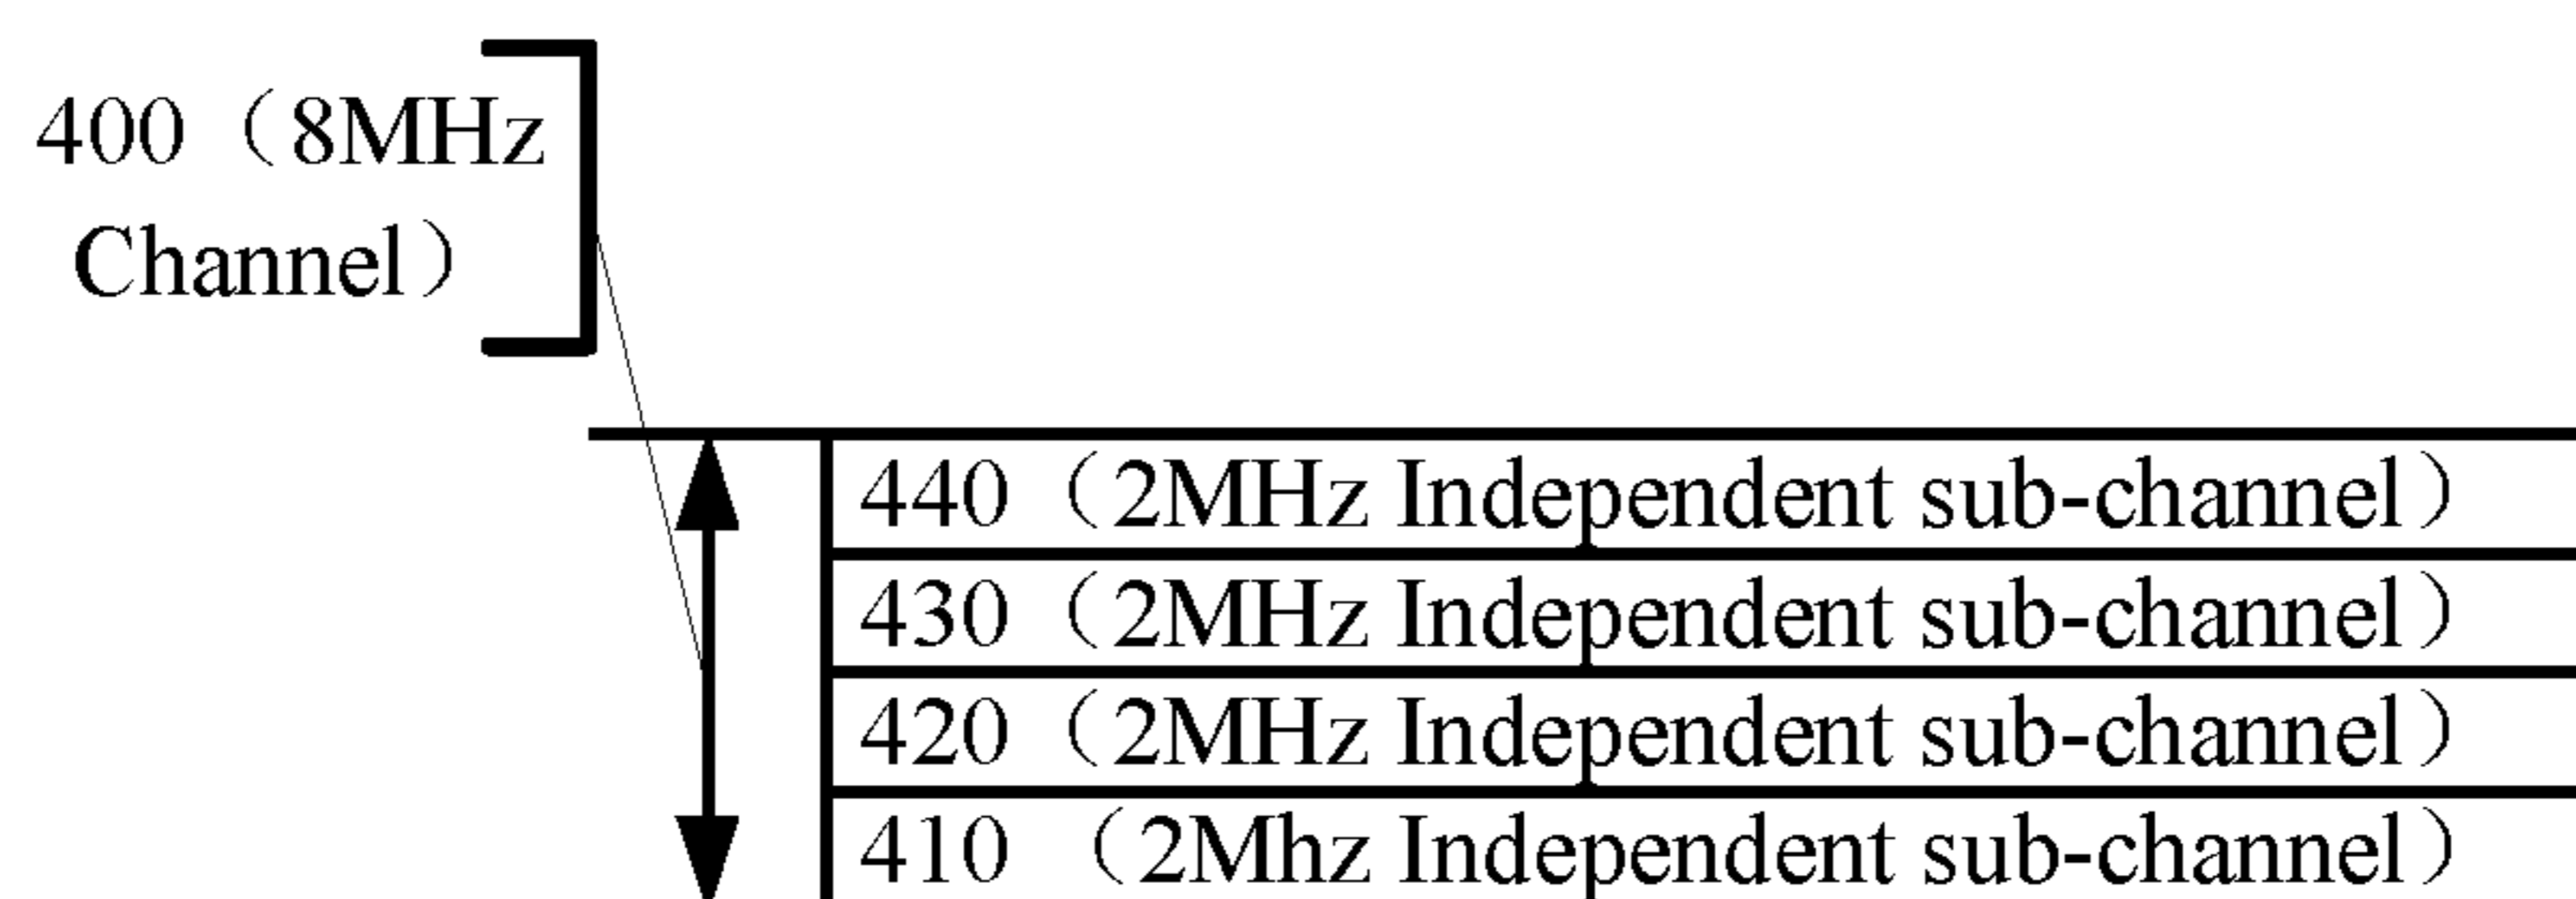 400（8MHz
Channel）
440（2MHz Independent sub-channel）
430（2MHz Independent sub-channel）
420（2MHz Independent sub-channel）
410 （2Mhz Independent sub-channel）